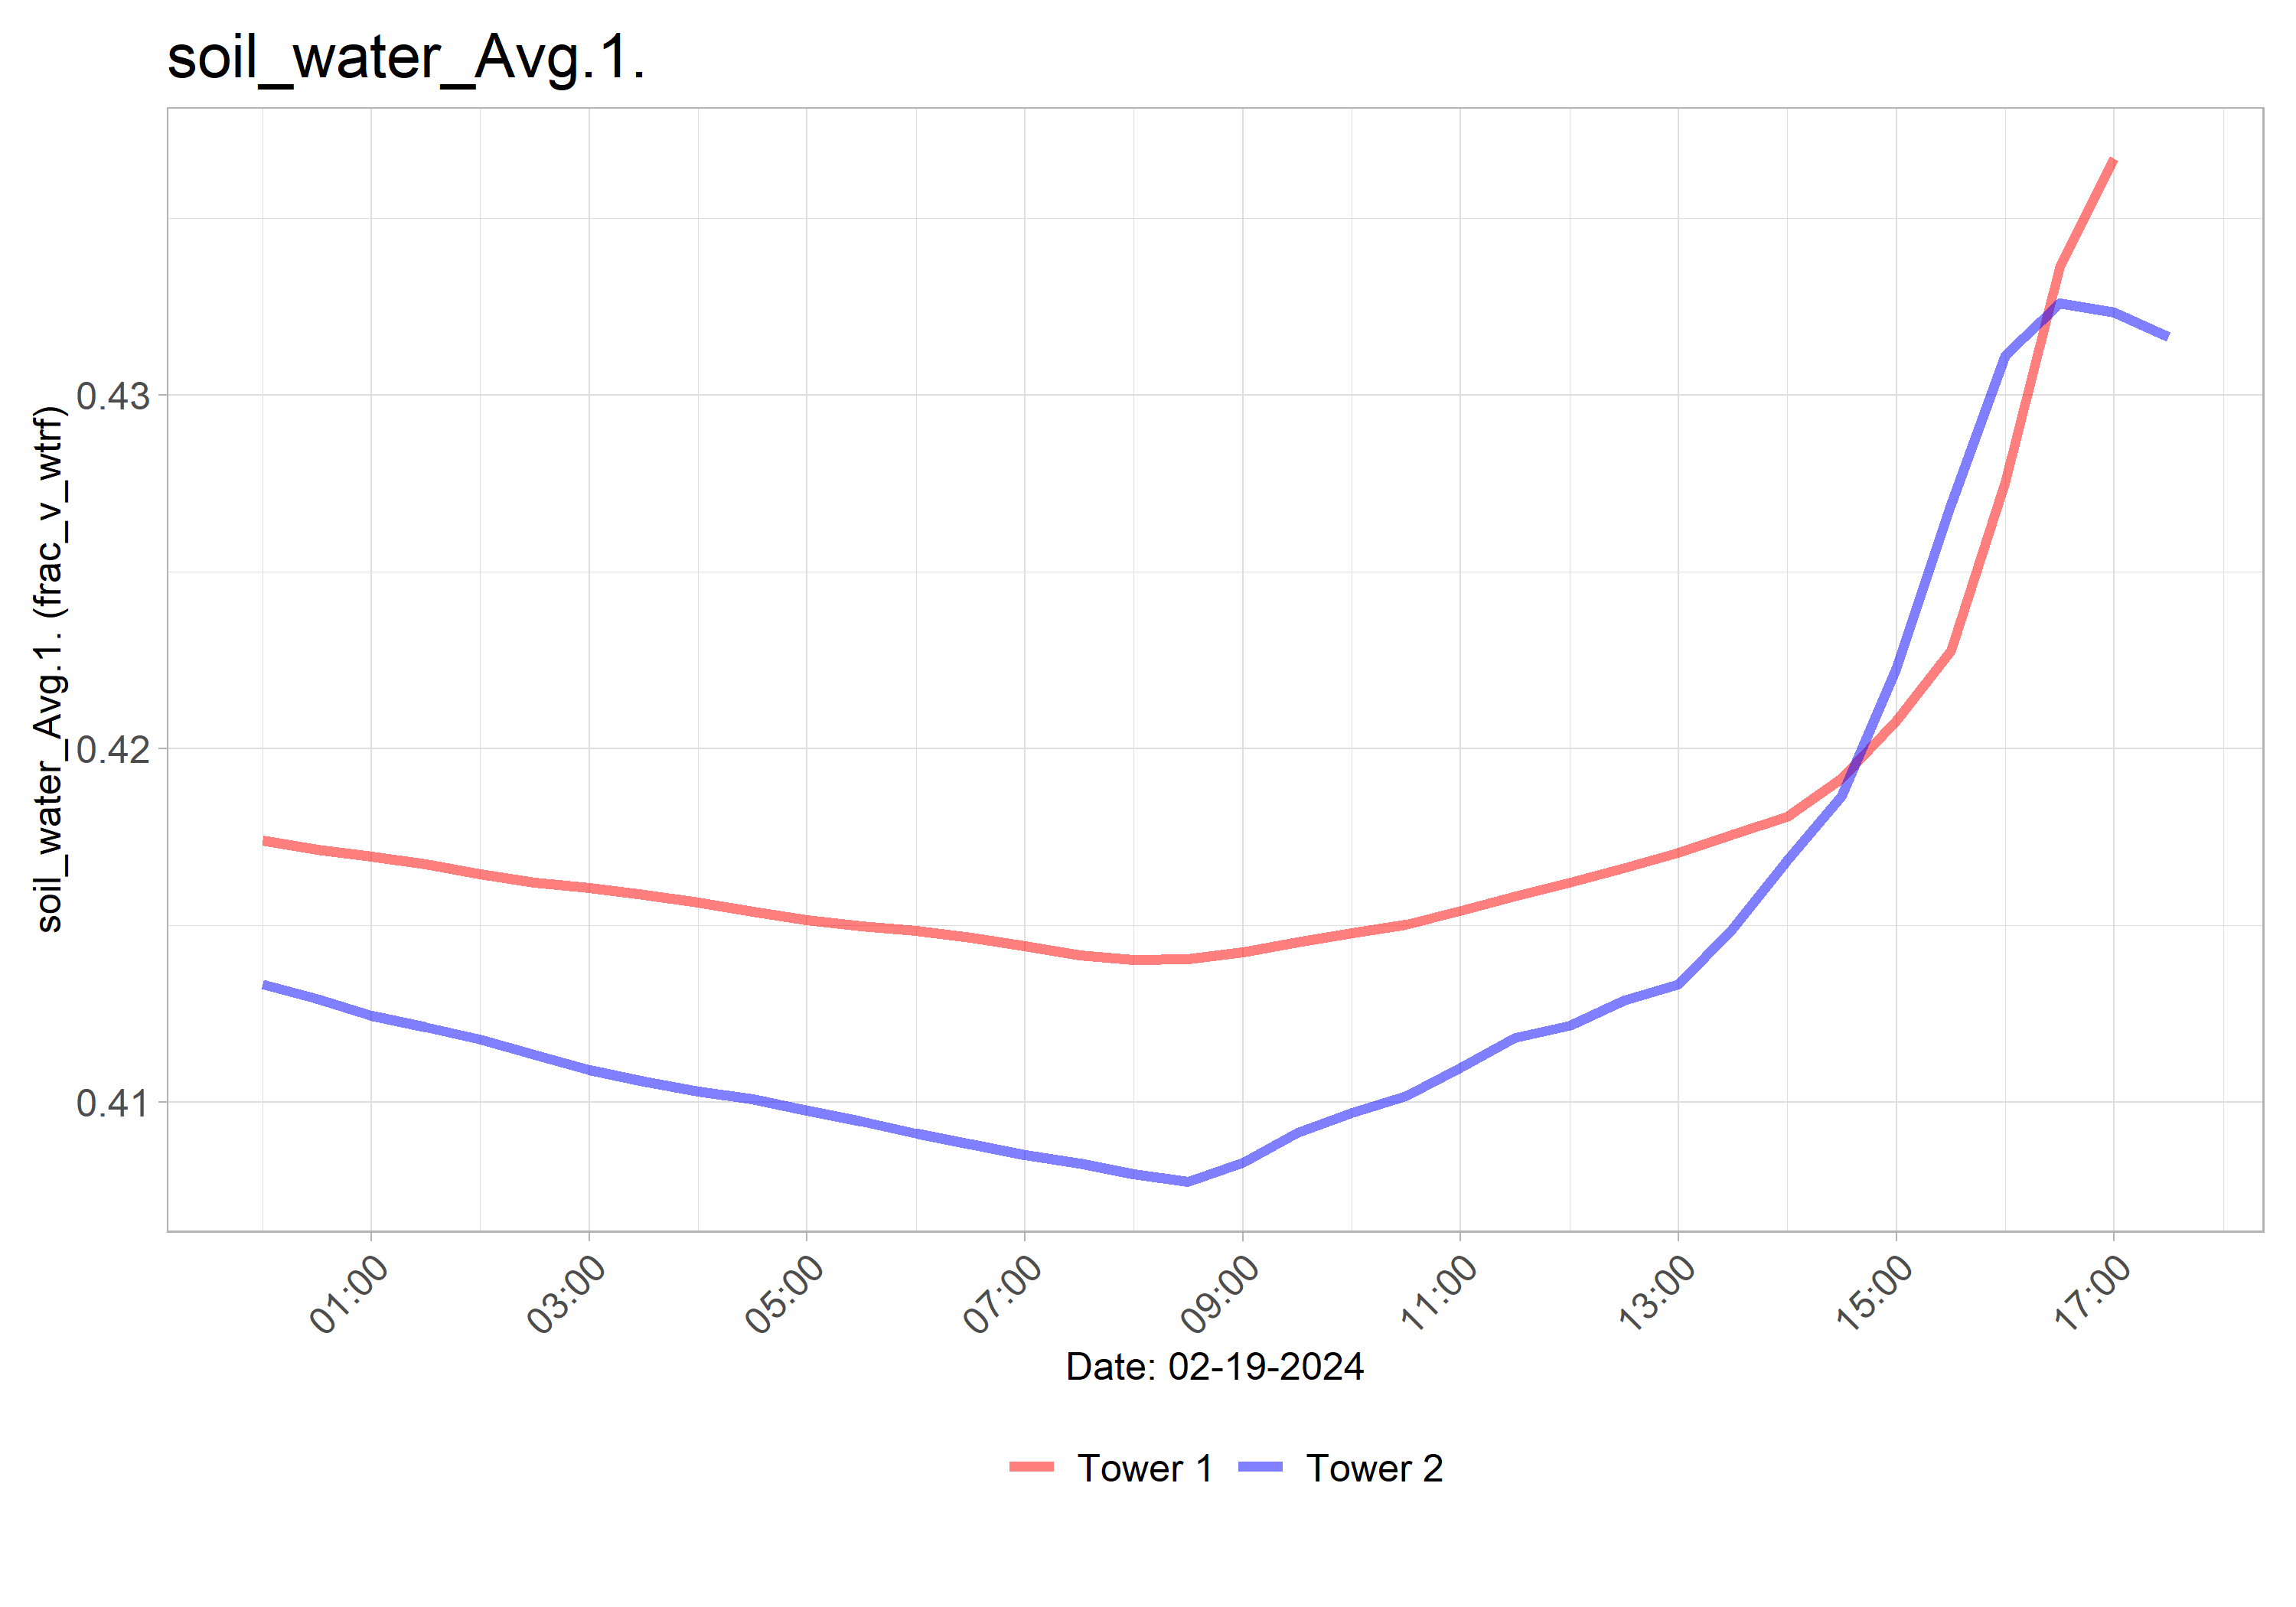 soil_water_Avg.1.
soil_water_Avg.1. (frac_v_wtrf)
0.43
0.42
0.41
01:00 03:00 05:00 07:00 09:00 11:00 13:00 15:00 17:00
Date: 02-19-2024
Tower 1 Tower 2